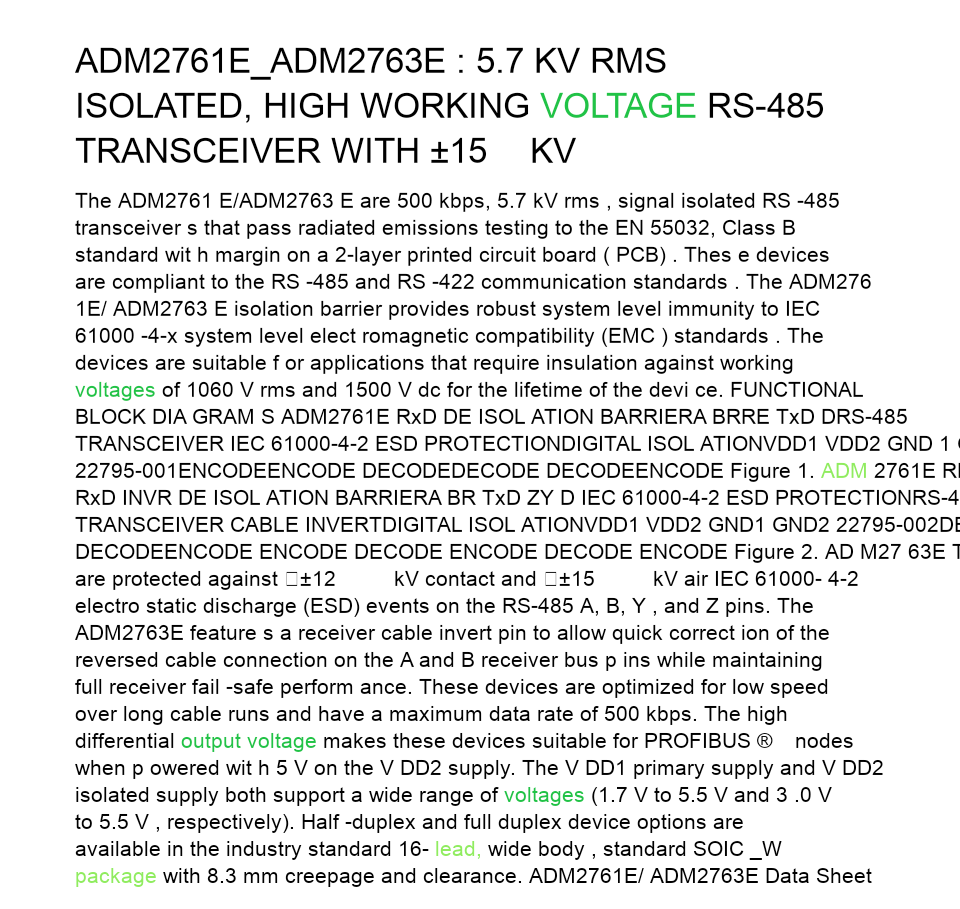 ADM2761E_ADM2763E : 5.7 KV RMS
ISOLATED, HIGH WORKING VOLTAGE RS-485
TRANSCEIVER WITH ±15 KV
The ADM2761 E/ADM2763 E are 500 kbps, 5.7 kV rms , signal isolated RS -485
transceiver s that pass radiated emissions testing to the EN 55032, Class B
standard wit h margin on a 2-layer printed circuit board ( PCB) . Thes e devices
are compliant to the RS -485 and RS -422 communication standards . The ADM276
1E/ ADM2763 E isolation barrier provides robust system level immunity to IEC
61000 -4-x system level elect romagnetic compatibility (EMC ) standards . The
devices are suitable f or applications that require insulation against working
voltages of 1060 V rms and 1500 V dc for the lifetime of the devi ce. FUNCTIONAL
BLOCK DIA GRAM S ADM2761E RxD DE ISOL ATION BARRIERA BRRE TxD DRS-485
TRANSCEIVER IEC 61000-4-2 ESD PROTECTIONDIGITAL ISOL ATIONVDD1 VDD2 GND 1
22795-001ENCODEENCODE DECODEDECODE DECODEENCODE Figure 1. ADM 2761E
RxD INVR DE ISOL ATION BARRIERA BR TxD ZY D IEC 61000-4-2 ESD PROTECTIONRS-4
TRANSCEIVER CABLE INVERTDIGITAL ISOL ATIONVDD1 VDD2 GND1 GND2 22795-002DE
DECODEENCODE ENCODE DECODE ENCODE DECODE ENCODE Figure 2. AD M27 63E T
are protected against □±12 kV contact and □±15 kV air IEC 61000- 4-2
electro static discharge (ESD) events on the RS-485 A, B, Y , and Z pins. The
ADM2763E feature s a receiver cable invert pin to allow quick correct ion of the
reversed cable connection on the A and B receiver bus p ins while maintaining
full receiver fail -safe perform ance. These devices are optimized for low speed
over long cable runs and have a maximum data rate of 500 kbps. The high
differential output voltage makes these devices suitable for PROFIBUS ® nodes
when p owered wit h 5 V on the V DD2 supply. The V DD1 primary supply and V DD2
isolated supply both support a wide range of voltages (1.7 V to 5.5 V and 3 .0 V
to 5.5 V , respectively). Half -duplex and full duplex device options are
available in the industry standard 16- lead, wide body , standard SOIC _W
package with 8.3 mm creepage and clearance. ADM2761E/ ADM2763E Data Sheet